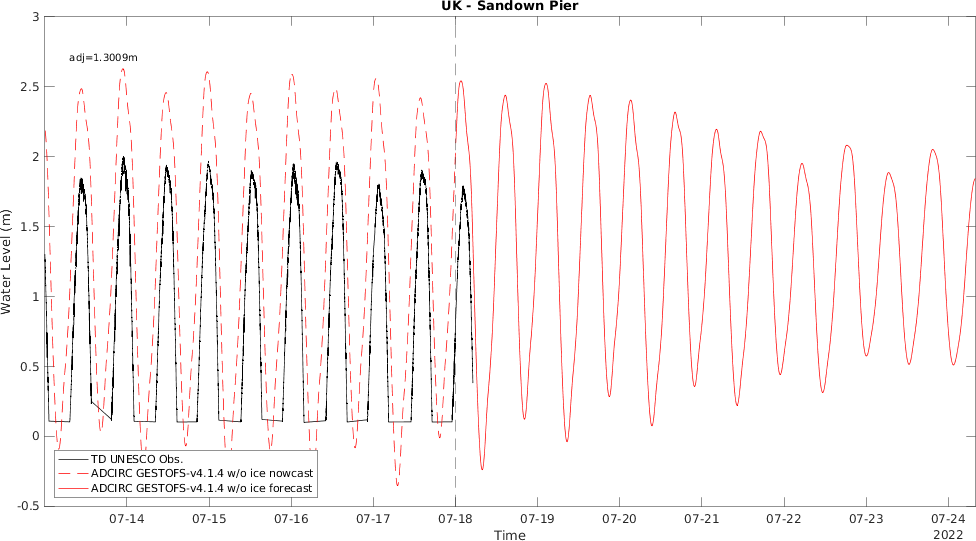 UK - Sandown Pier
adj=1.3009m
3
2.5
2
1.5
1
0.5
0
-0.5
Water Level (m)
TD UNESCO Obs.
ADCIRC GESTOFS-v4.1.4 w/o ice nowcast
ADCIRC GESTOFS-v4.1.4 w/o ice forecast
07-14 07-15 07-16 07-17 07-18 07-19 07-20 07-21 07-22 07-23 07-24
Time 2022